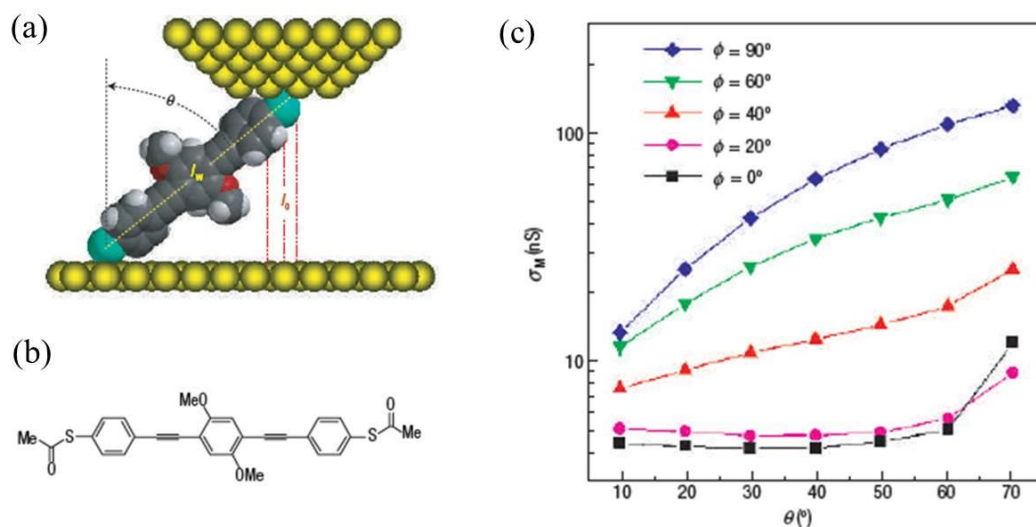 (a)
θ
l_w
l_0
(b)
Me
O
S
MeO
OMe
S
O
Me
(c)
ϕ = 90°
ϕ = 60°
ϕ = 40°
ϕ = 20°
ϕ = 0°
σ_M (nS)
100
10
10 20 30 40 50 60 70
θ (°)